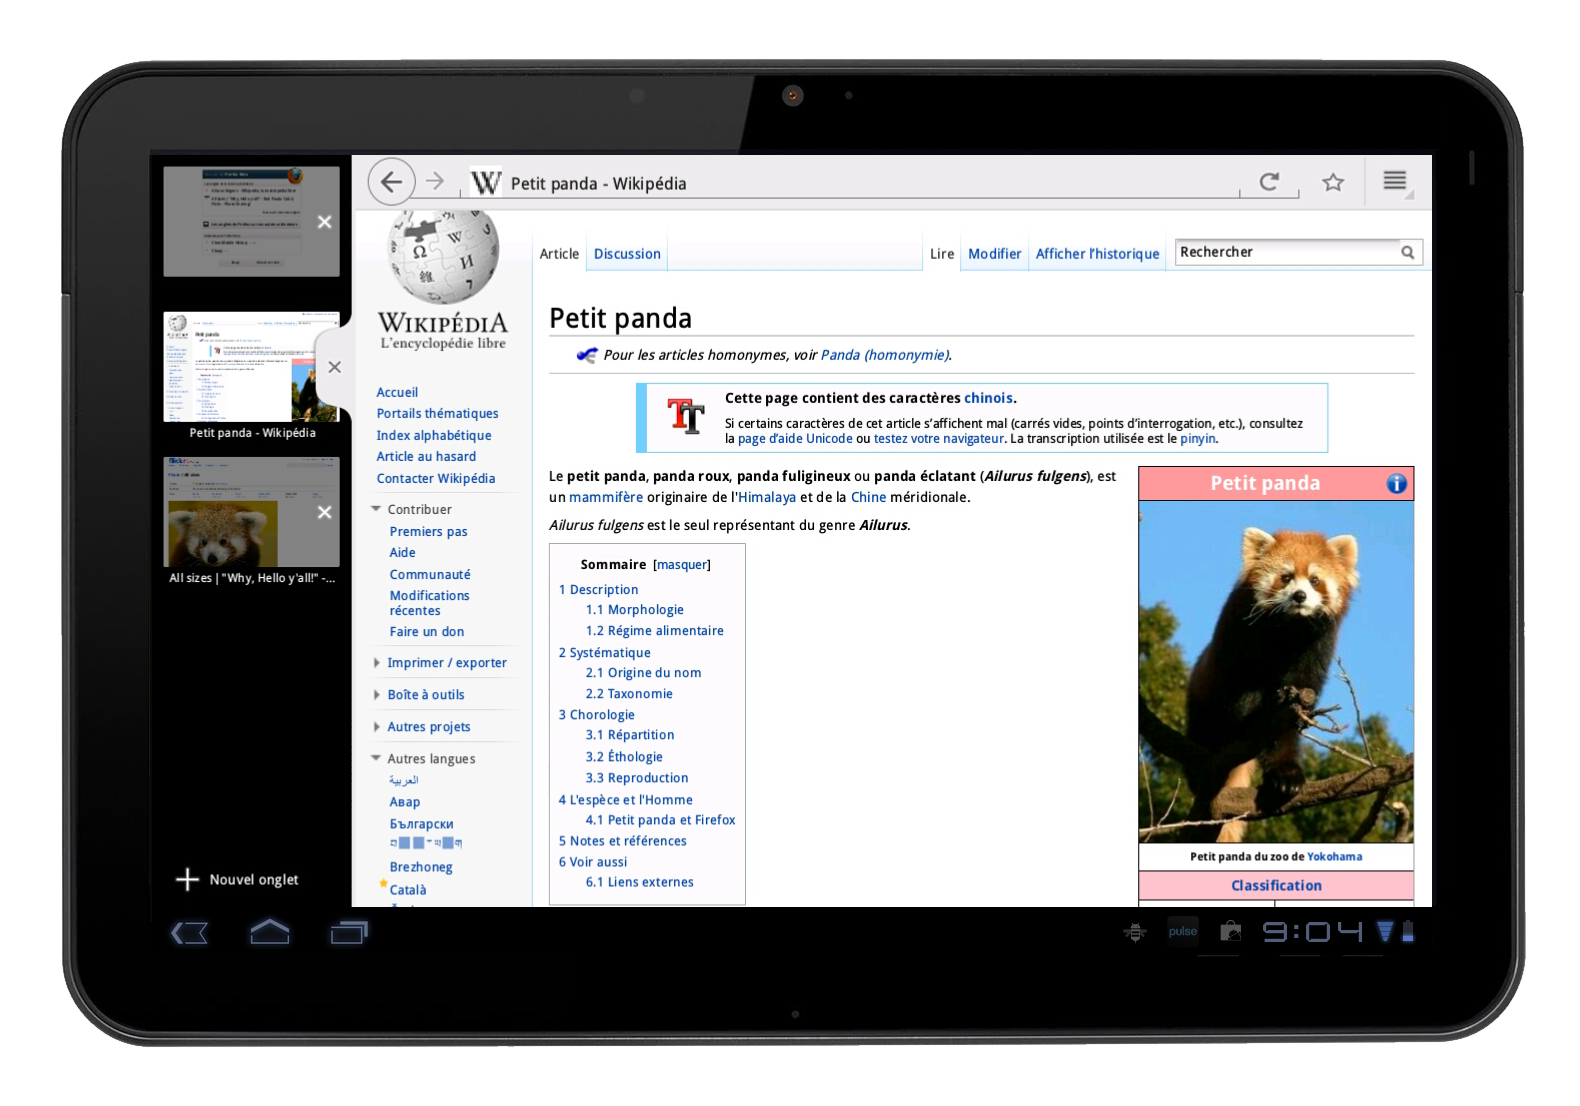 Petit panda - Wikipédia
All sizes | "Why, Hello y'all!" -...
Nouvel onglet
Petit panda - Wikipédia
WIKIPÉDIA
L'encyclopédie libre
Accueil
Portails thématiques
Index alphabétique
Article au hasard
Contacter Wikipédia
Contribuer
Premiers pas
Aide
Communauté
Modifications
récentes
Faire un don
Imprimer / exporter
Boîte à outils
Autres projets
Autres langues
العربية
Авар
Български
Brezhoneg
Català
Article Discussion Lire Modifier Afficher l'historique Rechercher
Petit panda
Pour les articles homonymes, voir Panda (homonymie).
Cette page contient des caractères chinois.
Si certains caractères de cet article s'affichent mal (carrés vides, points d'interrogation, etc.), consultez
la page d'aide Unicode ou testez votre navigateur. La transcription utilisée est le pinyin.
Le petit panda, panda roux, panda fuligineux ou panda éclatant (Ailurus fulgens), est
un mammifère originaire de l'Himalaya et de la Chine méridionale.
Ailurus fulgens est le seul représentant du genre Ailurus.
Sommaire [masquer]
1 Description
1.1 Morphologie
1.2 Régime alimentaire
2 Systématique
2.1 Origine du nom
2.2 Taxonomie
3 Chorologie
3.1 Répartition
3.2 Éthologie
3.3 Reproduction
4 L'espèce et l'Homme
4.1 Petit panda et Firefox
5 Notes et références
6 Voir aussi
6.1 Liens externes
Petit panda
Petit panda du zoo de Yokohama
Classification
pulse
9:04